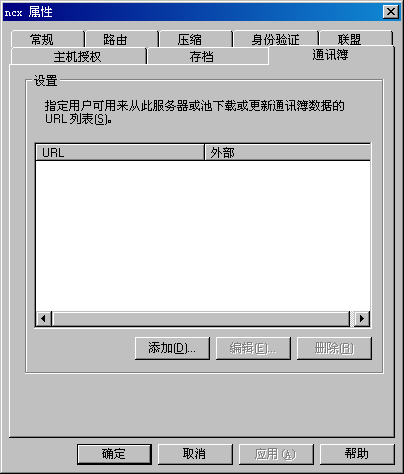 ncx 属性
常规 路由 压缩 身份验证 联盟
主机授权 存档 通讯簿
设置
指定用户可用来从此服务器或池下载或更新通讯簿数据的
URL 列表(S)。
URL 外部
添加(D)... 编辑(E)... 删除(R)
确定 取消 应用(A) 帮助